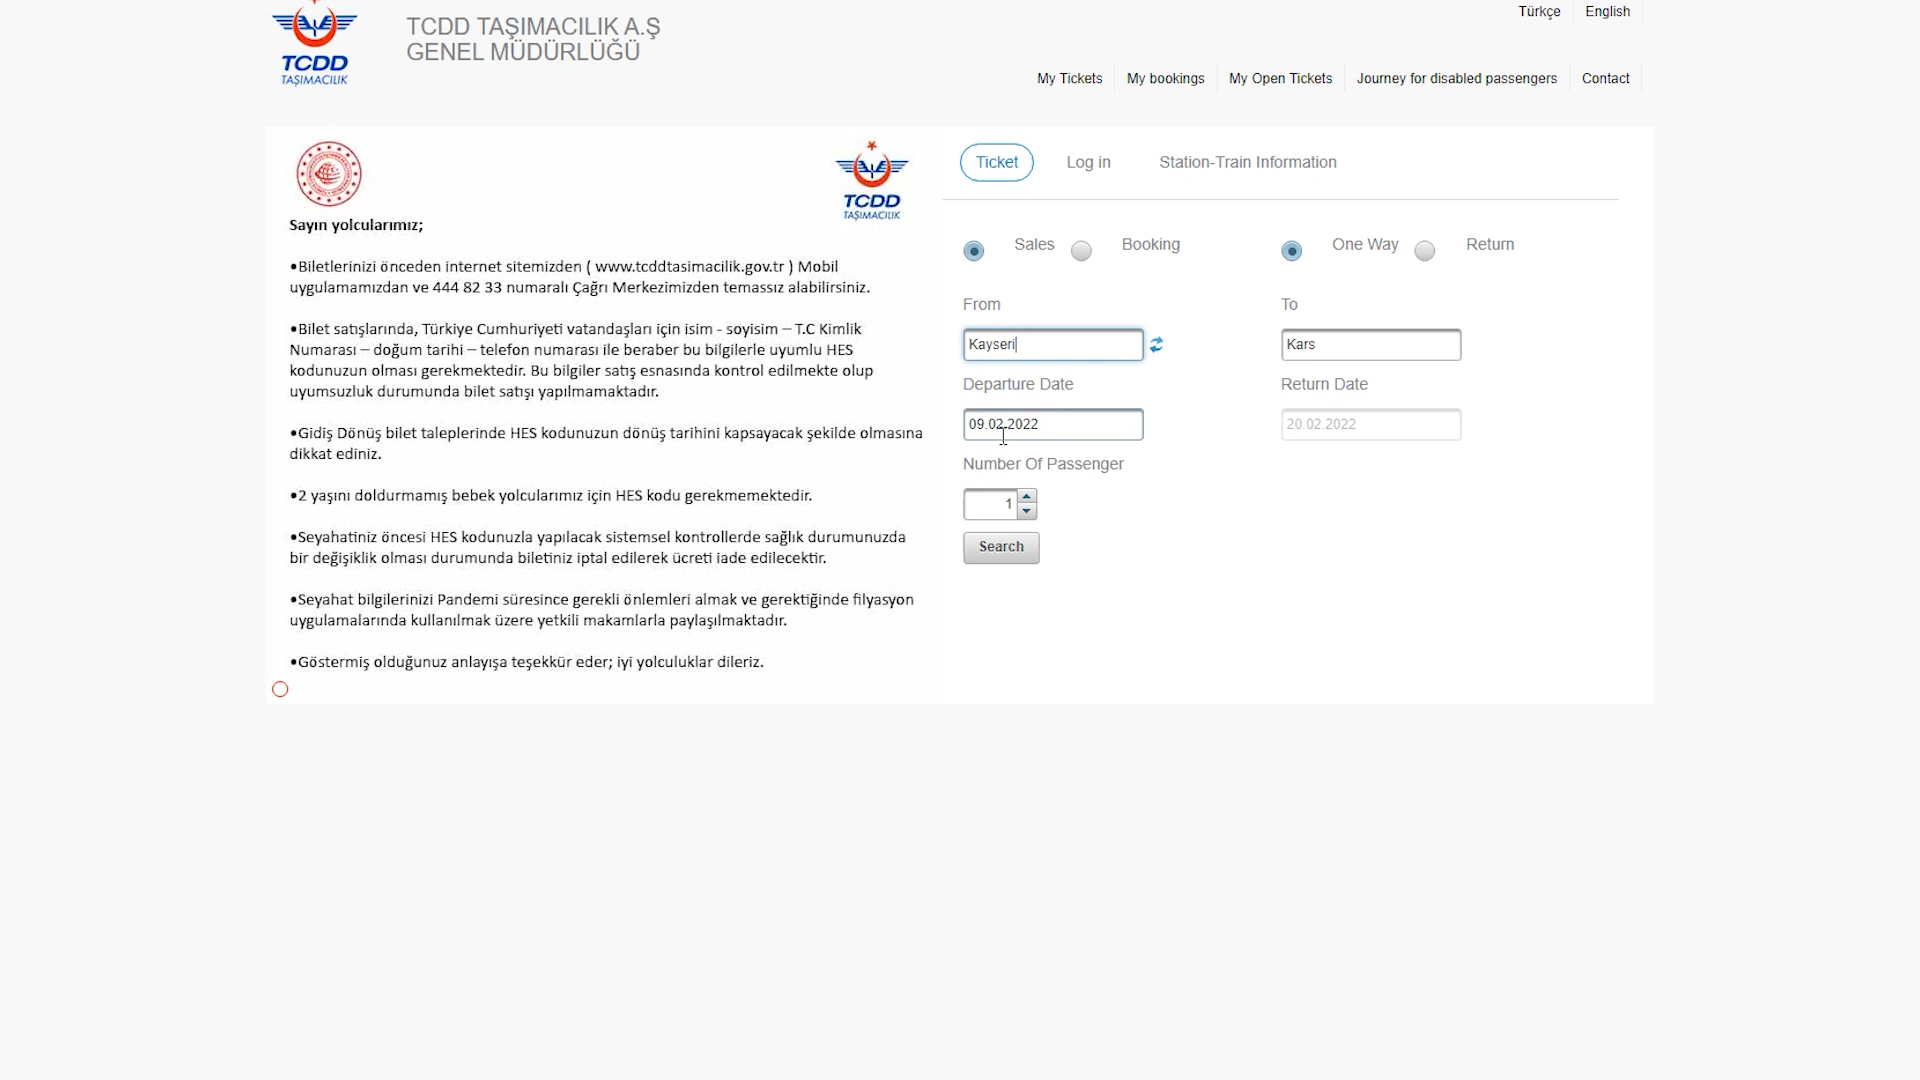 Türkçe English
TCDD
TAŞIMACILIK
TCDD TAŞIMACILIK A.Ş
GENEL MÜDÜRLÜĞÜ
My Tickets My bookings My Open Tickets Journey for disabled passengers Contact
TCDD
TAŞIMACILIK
Sayın yolcularımız;
•Biletlerinizi önceden internet sitemizden ( www.tcddtasimacilik.gov.tr ) Mobil
uygulamamızdan ve 444 82 33 numaralı Çağrı Merkezimizden temassız alabilirsiniz.
•Bilet satışlarında, Türkiye Cumhuriyeti vatandaşları için isim - soyisim – T.C Kimlik
Numarası – doğum tarihi – telefon numarası ile beraber bu bilgilerle uyumlu HES
kodunuzun olması gerekmektedir. Bu bilgiler satış esnasında kontrol edilmekte olup
uyumsuzluk durumunda bilet satışı yapılmamaktadır.
•Gidiş Dönüş bilet taleplerinde HES kodunuzun dönüş tarihini kapsayacak şekilde olmasına
dikkat ediniz.
•2 yaşını doldurmamış bebek yolcularımız için HES kodu gerekmemektedir.
•Seyahatiniz öncesi HES kodunuzla yapılacak sistemsel kontrollerde sağlık durumunuzda
bir değişiklik olması durumunda biletiniz iptal edilerek ücreti iade edilecektir.
•Seyahat bilgilerinizi Pandemi süresince gerekli önlemleri almak ve gerektiğinde filyasyon
uygulamalarında kullanılmak üzere yetkili makamlarla paylaşılmaktadır.
•Göstermiş olduğunuz anlayışa teşekkür eder; iyi yolculuklar dileriz.
Ticket Log in Station-Train Information
Sales Booking One Way Return
From To
Kayseri Kars
Departure Date Return Date
09.02.2022 20.02.2022
Number Of Passenger
1
Search